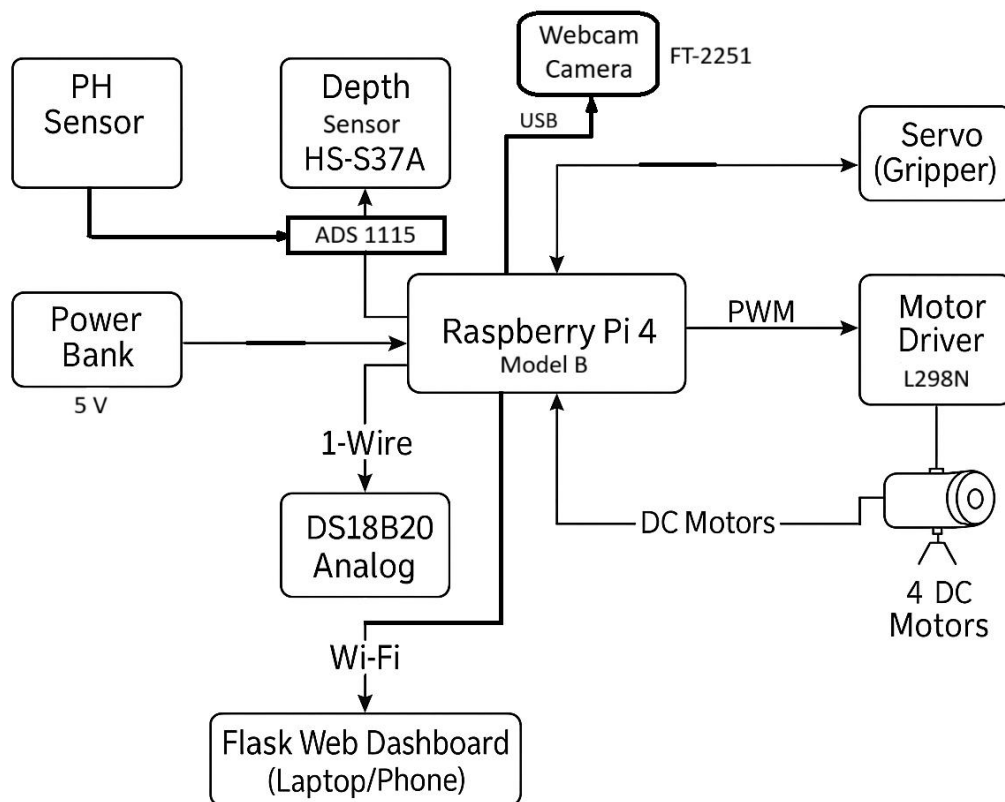 Webcam
Camera
FT-2251
USB
PH
Sensor
Depth
Sensor
HS-S37A
ADS 1115
Servo
(Gripper)
Power
Bank
5 V
Raspberry Pi 4
Model B
PWM
Motor
Driver
L298N
1-Wire
DS18B20
Analog
DC Motors
4 DC
Motors
Wi-Fi
Flask Web Dashboard
(Laptop/Phone)